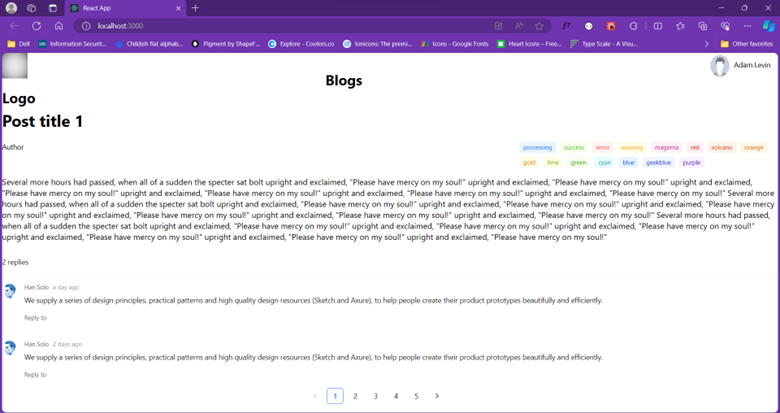 React App
localhost:3000
Dell
Information Securit...
Childish flat alphab...
Pigment by ShapeF...
Explore - Coolors.co
Ionicons: The premi...
Icons - Google Fonts
Heart Icons – Free...
Type Scale - A Visu...
Other favorites
Adam Levin
Blogs
Logo
Post title 1
Author
processing success error warning magenta red volcano orange
gold lime green cyan blue geekblue purple
Several more hours had passed, when all of a sudden the specter sat bolt upright and exclaimed, "Please have mercy on my soul!" upright and exclaimed, "Please have mercy on my soul!" upright and exclaimed,
"Please have mercy on my soul!" upright and exclaimed, "Please have mercy on my soul!" upright and exclaimed, "Please have mercy on my soul!" upright and exclaimed, "Please have mercy on my soul!" Several more
hours had passed, when all of a sudden the specter sat bolt upright and exclaimed, "Please have mercy on my soul!" upright and exclaimed, "Please have mercy on my soul!" upright and exclaimed, "Please have mercy
on my soul!" upright and exclaimed, "Please have mercy on my soul!" upright and exclaimed, "Please have mercy on my soul!" upright and exclaimed, "Please have mercy on my soul!" Several more hours had passed,
when all of a sudden the specter sat bolt upright and exclaimed, "Please have mercy on my soul!" upright and exclaimed, "Please have mercy on my soul!" upright and exclaimed, "Please have mercy on my soul!"
upright and exclaimed, "Please have mercy on my soul!" upright and exclaimed, "Please have mercy on my soul!" upright and exclaimed, "Please have mercy on my soul!"
2 replies
Han Solo a day ago
We supply a series of design principles, practical patterns and high quality design resources (Sketch and Axure), to help people create their product prototypes beautifully and efficiently.
Reply to
Han Solo 2 days ago
We supply a series of design principles, practical patterns and high quality design resources (Sketch and Axure), to help people create their product prototypes beautifully and efficiently.
Reply to
< 1 2 3 4 5 >